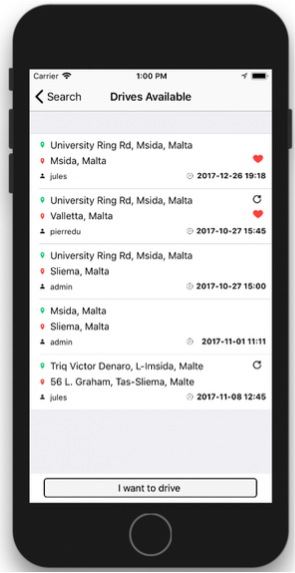 Carrier 1:00 PM
Search Drives Available
University Ring Rd, Msida, Malta
Msida, Malta
jules 2017-12-26 19:18
University Ring Rd, Msida, Malta
Valletta, Malta
pierredu 2017-10-27 15:45
University Ring Rd, Msida, Malta
Sliema, Malta
admin 2017-10-27 15:00
Msida, Malta
Sliema, Malta
admin 2017-11-01 11:11
Triq Victor Denaro, L-Imsida, Malte
56 L. Graham, Tas-Sliema, Malte
jules 2017-11-08 12:45
I want to drive